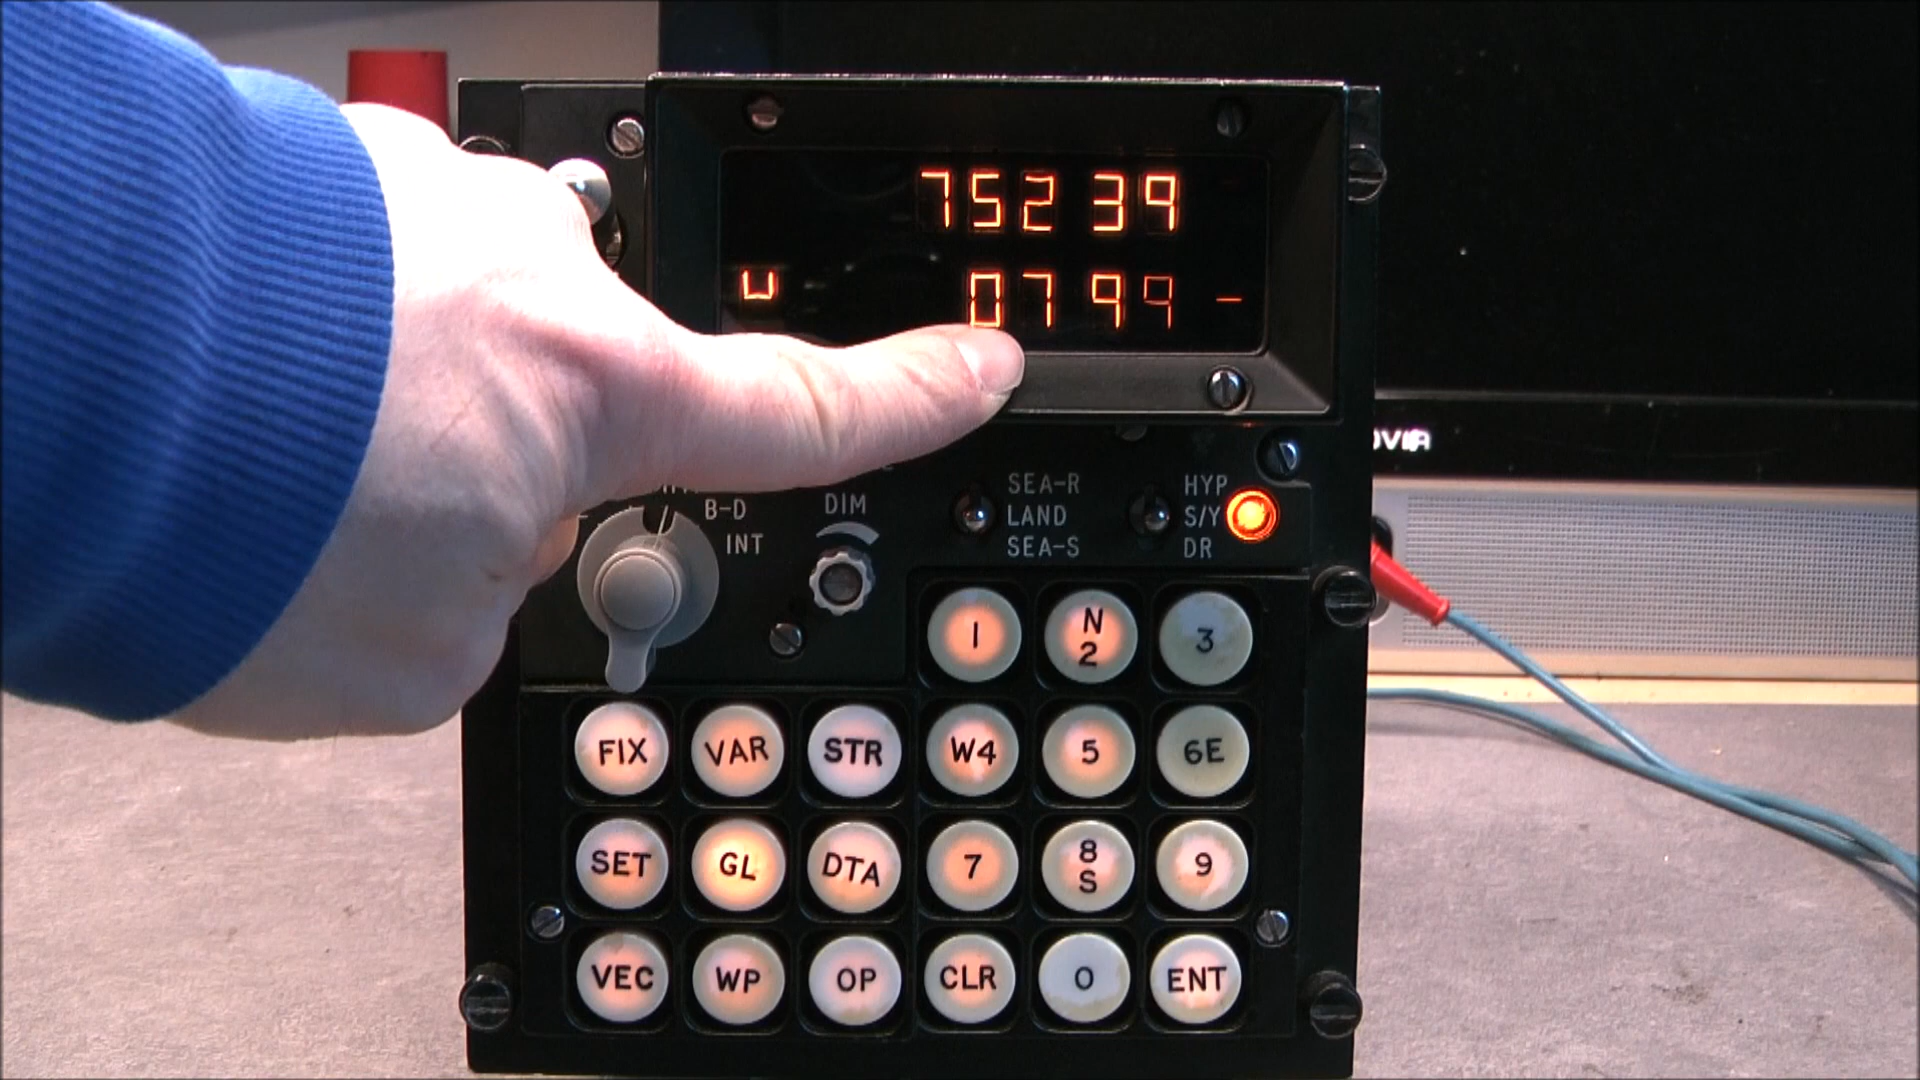 75239
U 0799 -
B-D
INT
DIM
SEA-R
LAND
SEA-S
HYP
S/Y
DR
1
N
2
3
FIX VAR STR W4 5 6E
SET GL DTA 7 8
S 9
VEC WP OP CLR 0 ENT